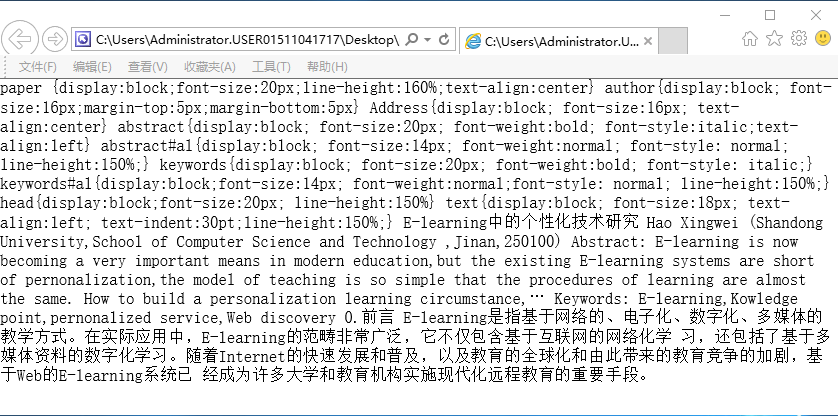 C:\Users\Administrator.USER01511041717\Desktop\
C:\Users\Administrator.U...
文件(F) 编辑(E) 查看(V) 收藏夹(A) 工具(T) 帮助(H)
paper {display:block;font-size:20px;line-height:160%;text-align:center} author{display:block; font-
size:16px;margin-top:5px;margin-bottom:5px} Address{display:block; font-size:16px; text-
align:center} abstract{display:block; font-size:20px; font-weight:bold; font-style:italic;text-
align:left} abstract#a1{display:block; font-size:14px; font-weight:normal; font-style: normal;
line-height:150%;} keywords{display:block; font-size:20px; font-weight:bold; font-style: italic;}
keywords#a1{display:block;font-size:14px; font-weight:normal;font-style: normal; line-height:150%;}
head{display:block;font-size:20px; line-height:150%} text{display:block; font-size:18px; text-
align:left; text-indent:30pt;line-height:150%;} E-learning中的个性化技术研究 Hao Xingwei (Shandong
University,School of Computer Science and Technology ,Jinan,250100) Abstract: E-learning is now
becoming a very important means in modern education,but the existing E-learning systems are short
of pernonalization,the model of teaching is so simple that the procedures of learning are almost
the same. How to build a personalization learning circumstance,… Keywords: E-learning,Kowledge
point,pernonalized service,Web discovery 0.前言 E-learning是指基于网络的、电子化、数字化、多媒体的
教学方式。在实际应用中，E-learning的范畴非常广泛，它不仅包含基于互联网的网络化学 习，还包括了基于多
媒体资料的数字化学习。随着Internet的快速发展和普及，以及教育的全球化和由此带来的教育竞争的加剧，基
于Web的E-learning系统已 经成为许多大学和教育机构实施现代化远程教育的重要手段。